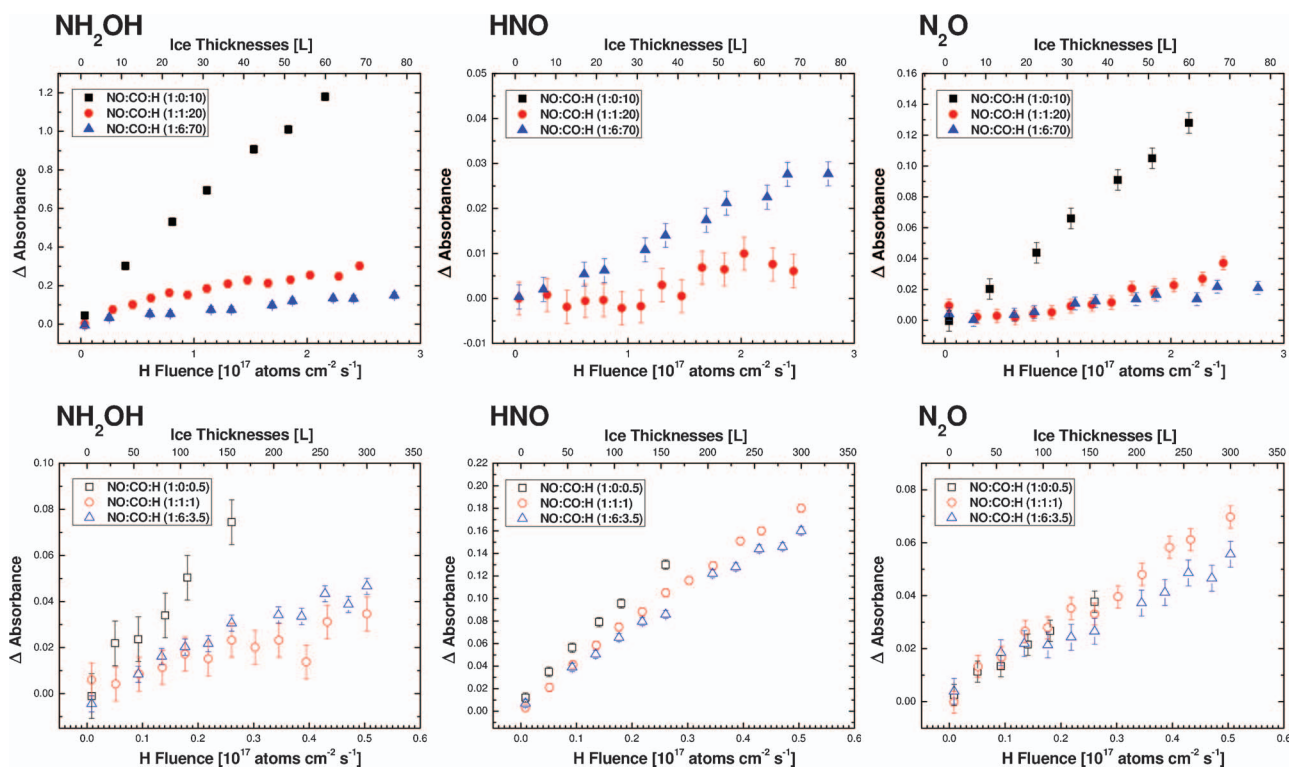 NH₂OH
Ice Thicknesses [L]
0 10 20 30 40 50 60 70 80
NO:CO:H (1:0:10)
NO:CO:H (1:1:20)
NO:CO:H (1:6:70)
Δ Absorbance
1.2
1.0
0.8
0.6
0.4
0.2
0.0
0 1 2 3
H Fluence [10¹⁷ atoms cm⁻² s⁻¹]
HNO
Ice Thicknesses [L]
0 10 20 30 40 50 60 70 80
NO:CO:H (1:0:10)
NO:CO:H (1:1:20)
NO:CO:H (1:6:70)
Δ Absorbance
0.05
0.04
0.03
0.02
0.01
0.00
-0.01
0 1 2 3
H Fluence [10¹⁷ atoms cm⁻² s⁻¹]
N₂O
Ice Thicknesses [L]
0 10 20 30 40 50 60 70 80
NO:CO:H (1:0:10)
NO:CO:H (1:1:20)
NO:CO:H (1:6:70)
Δ Absorbance
0.16
0.14
0.12
0.10
0.08
0.06
0.04
0.02
0.00
0 1 2 3
H Fluence [10¹⁷ atoms cm⁻² s⁻¹]
NH₂OH
Ice Thicknesses [L]
0 50 100 150 200 250 300 350
NO:CO:H (1:0:0.5)
NO:CO:H (1:1:1)
NO:CO:H (1:6:3.5)
Δ Absorbance
0.10
0.08
0.06
0.04
0.02
0.00
0.0 0.1 0.2 0.3 0.4 0.5 0.6
H Fluence [10¹⁷ atoms cm⁻² s⁻¹]
HNO
Ice Thicknesses [L]
0 50 100 150 200 250 300 350
NO:CO:H (1:0:0.5)
NO:CO:H (1:1:1)
NO:CO:H (1:6:3.5)
Δ Absorbance
0.22
0.20
0.18
0.16
0.14
0.12
0.10
0.08
0.06
0.04
0.02
0.00
0.0 0.1 0.2 0.3 0.4 0.5 0.6
H Fluence [10¹⁷ atoms cm⁻² s⁻¹]
N₂O
Ice Thicknesses [L]
0 50 100 150 200 250 300 350
NO:CO:H (1:0:0.5)
NO:CO:H (1:1:1)
NO:CO:H (1:6:3.5)
Δ Absorbance
0.08
0.06
0.04
0.02
0.00
0.0 0.1 0.2 0.3 0.4 0.5 0.6
H Fluence [10¹⁷ atoms cm⁻² s⁻¹]